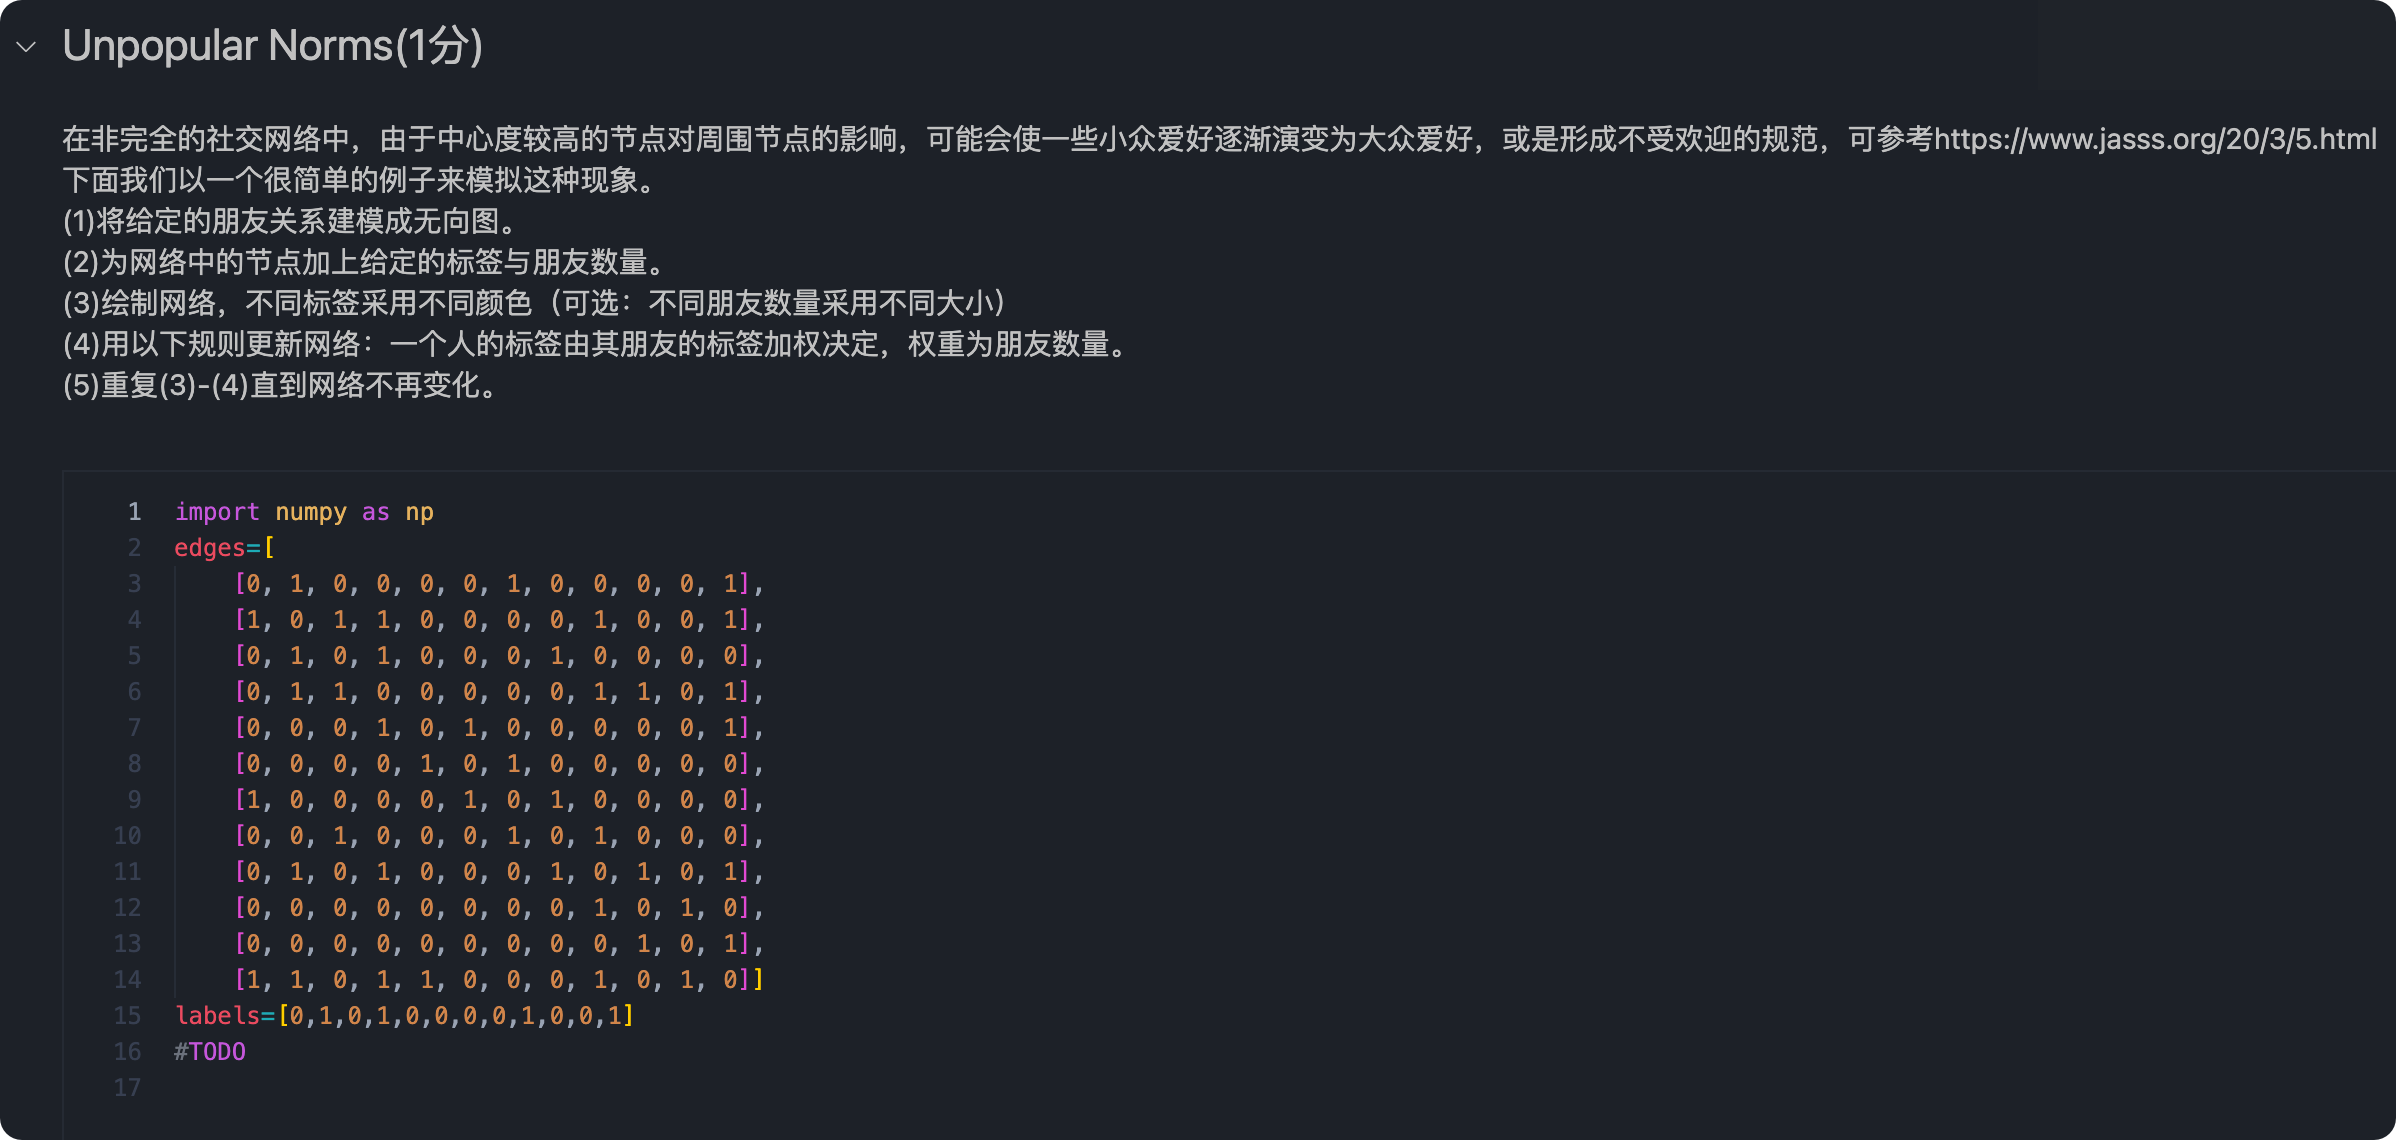 Unpopular Norms(1分)
在非完全的社交网络中，由于中心度较高的节点对周围节点的影响，可能会使一些小众爱好逐渐演变为大众爱好，或是形成不受欢迎的规范，可参考https://www.jasss.org/20/3/5.html
下面我们以一个很简单的例子来模拟这种现象。
(1)将给定的朋友关系建模成无向图。
(2)为网络中的节点加上给定的标签与朋友数量。
(3)绘制网络，不同标签采用不同颜色（可选：不同朋友数量采用不同大小）
(4)用以下规则更新网络：一个人的标签由其朋友的标签加权决定，权重为朋友数量。
(5)重复(3)-(4)直到网络不再变化。
1 import numpy as np
2 edges=[
3 [0, 1, 0, 0, 0, 0, 1, 0, 0, 0, 0, 1],
4 [1, 0, 1, 1, 0, 0, 0, 0, 1, 0, 0, 1],
5 [0, 1, 0, 1, 0, 0, 0, 1, 0, 0, 0, 0],
6 [0, 1, 1, 0, 0, 0, 0, 0, 1, 1, 0, 1],
7 [0, 0, 0, 1, 0, 1, 0, 0, 0, 0, 0, 1],
8 [0, 0, 0, 0, 1, 0, 1, 0, 0, 0, 0, 0],
9 [1, 0, 0, 0, 0, 1, 0, 1, 0, 0, 0, 0],
10 [0, 0, 1, 0, 0, 0, 1, 0, 1, 0, 0, 0],
11 [0, 1, 0, 1, 0, 0, 0, 1, 0, 1, 0, 1],
12 [0, 0, 0, 0, 0, 0, 0, 0, 1, 0, 1, 0],
13 [0, 0, 0, 0, 0, 0, 0, 0, 0, 1, 0, 1],
14 [1, 1, 0, 1, 1, 0, 0, 0, 1, 0, 1, 0]]
15 labels=[0,1,0,1,0,0,0,0,1,0,0,1]
16 #TODO
17